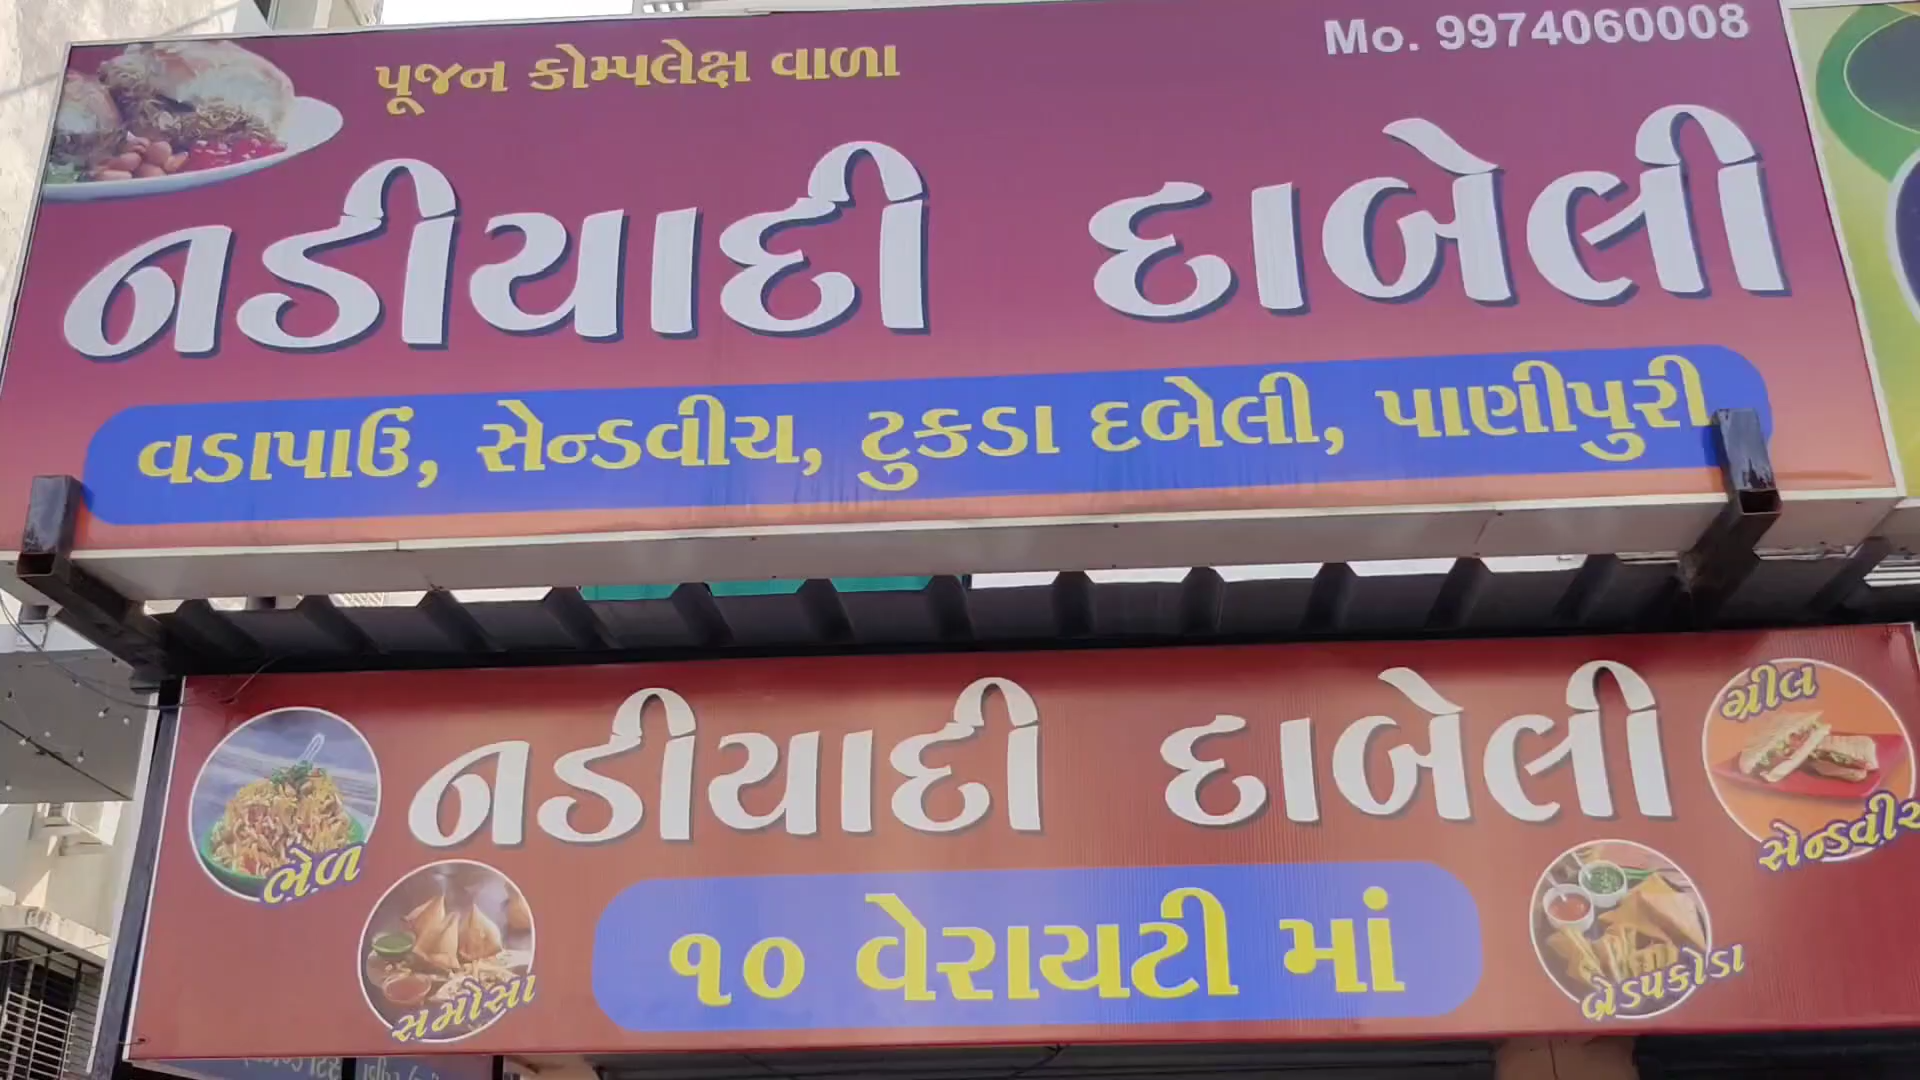 પૂજન કોમ્પલેક્ષ વાળા
Mo. 9974060008
નડીયાદી દાબેલી
વડાપાઉં, સેન્ડવીચ, ટુકડા દબેલી, પાણીપુરી
નડીયાદી દાબેલી
ભેળ
સમોસા
૧૦ વેરાયટી માં
ગ્રીલ
સેન્ડવીચ
બ્રેડપકોડા